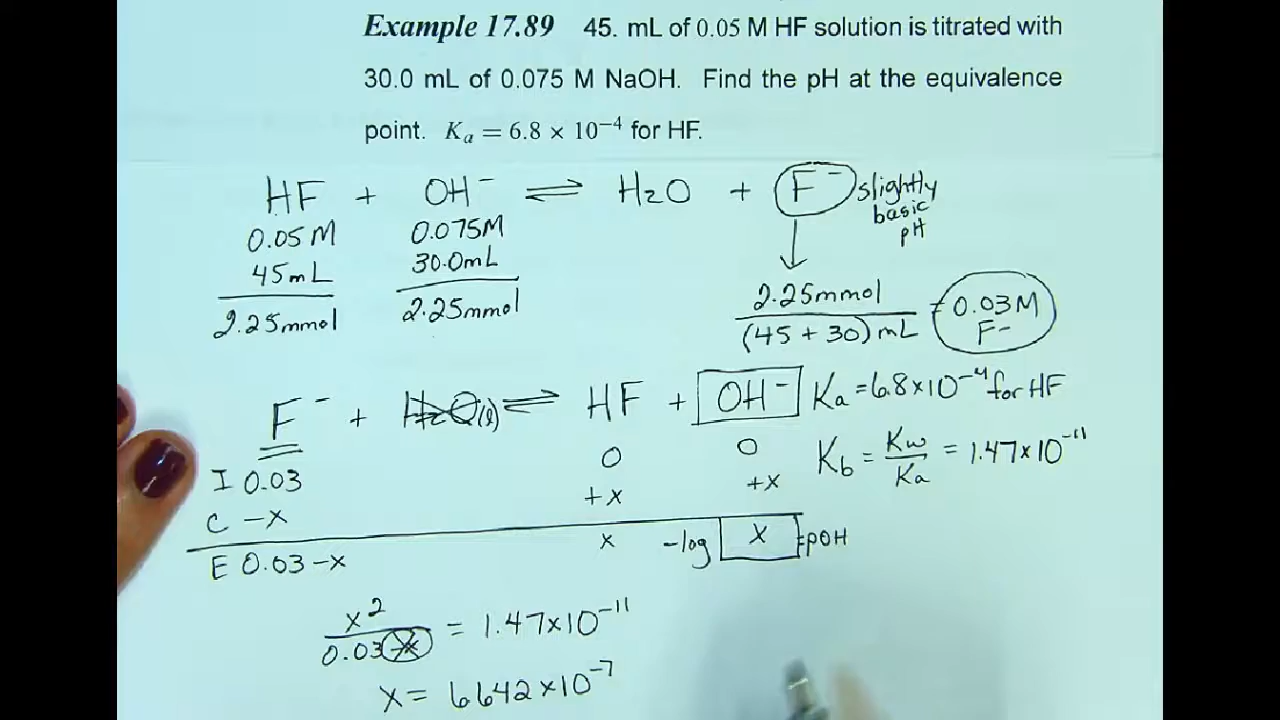 Example 17.89 45. mL of 0.05 M HF solution is titrated with
30.0 mL of 0.075 M NaOH. Find the pH at the equivalence
point. Kₐ = 6.8 × 10⁻⁴ for HF.
HF + OH⁻ ⇌ H2O + F⁻ slightly
basic
pH
0.05M 0.075M
45mL 30.0mL
2.25mmol 2.25mmol
2.25mmol
(45 + 30)mL
= 0.03M
F⁻
F⁻ + H2O(l) ⇌ HF + OH⁻ Ka = 6.8×10⁻⁴ for HF
Kb = Kw/Ka = 1.47×10⁻¹¹
I 0.03 0 0
C -x +x +x
E 0.03-x x -log x = pOH
x²/0.03-x = 1.47×10⁻¹¹
x = 6642×10⁻⁷